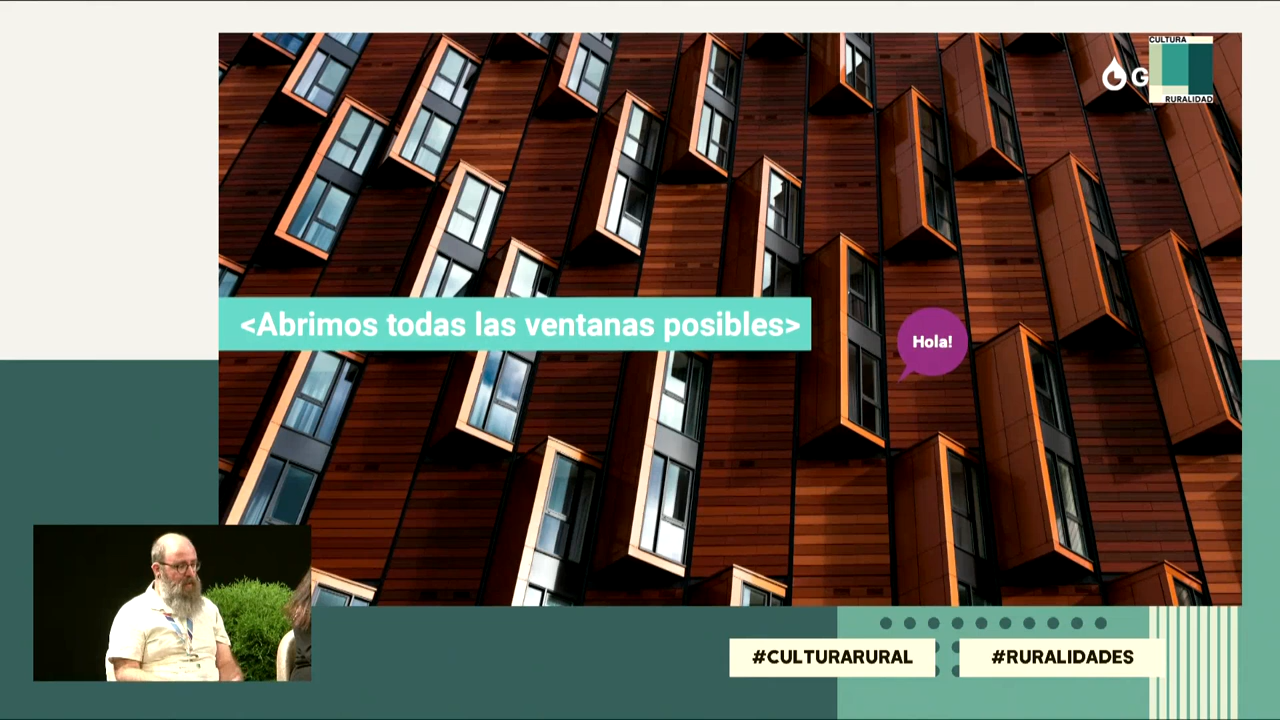 CULTURA
G
RURALIDAD
<Abrimos todas las ventanas posibles>
Hola!
#CULTURARURAL
#RURALIDADES